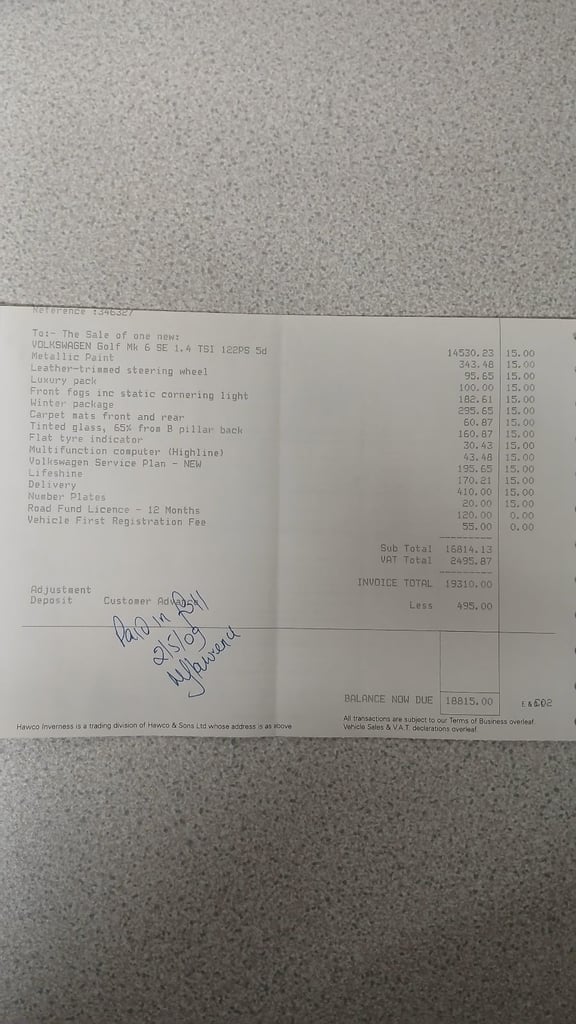 Reference :346327
To:- The Sale of one new:
VOLKSWAGEN Golf Mk 6 SE 1.4 TSI 122PS 5d 14530.23 15.00
Metallic Paint 343.48 15.00
Leather-trimmed steering wheel 95.65 15.00
Luxury pack 100.00 15.00
Front fogs inc static cornering light 182.61 15.00
Winter package 295.65 15.00
Carpet mats front and rear 60.87 15.00
Tinted glass, 65% from B pillar back 160.87 15.00
Flat tyre indicator 30.43 15.00
Multifunction computer (Highline) 43.48 15.00
Volkswagen Service Plan - NEW 195.65 15.00
Lifeshine 170.21 15.00
Delivery 410.00 15.00
Number Plates 20.00 15.00
Road Fund Licence - 12 Months 120.00 0.00
Vehicle First Registration Fee 55.00 0.00
Sub Total 16814.13
VAT Total 2495.87
INVOICE TOTAL 19310.00
Adjustment
Deposit Customer Advance Less 495.00
Paid in full
2/5/09
BALANCE NOW DUE 18815.00 E & E02
Hawco Inverness is a trading division of Hawco & Sons Ltd whose address is as above
All transactions are subject to our Terms of Business overleaf.
Vehicle Sales & V.A.T. declarations overleaf.